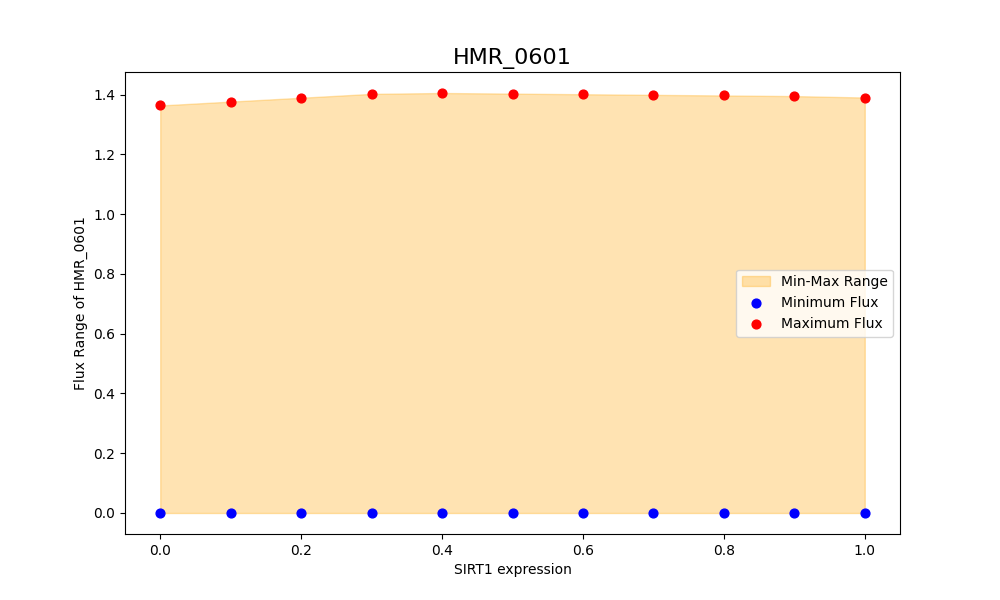 HMR_0601
Flux Range of HMR_0601
1.4
1.2
1.0
0.8
0.6
0.4
0.2
0.0
Min-Max Range
Minimum Flux
Maximum Flux
0.0 0.2 0.4 0.6 0.8 1.0
SIRT1 expression